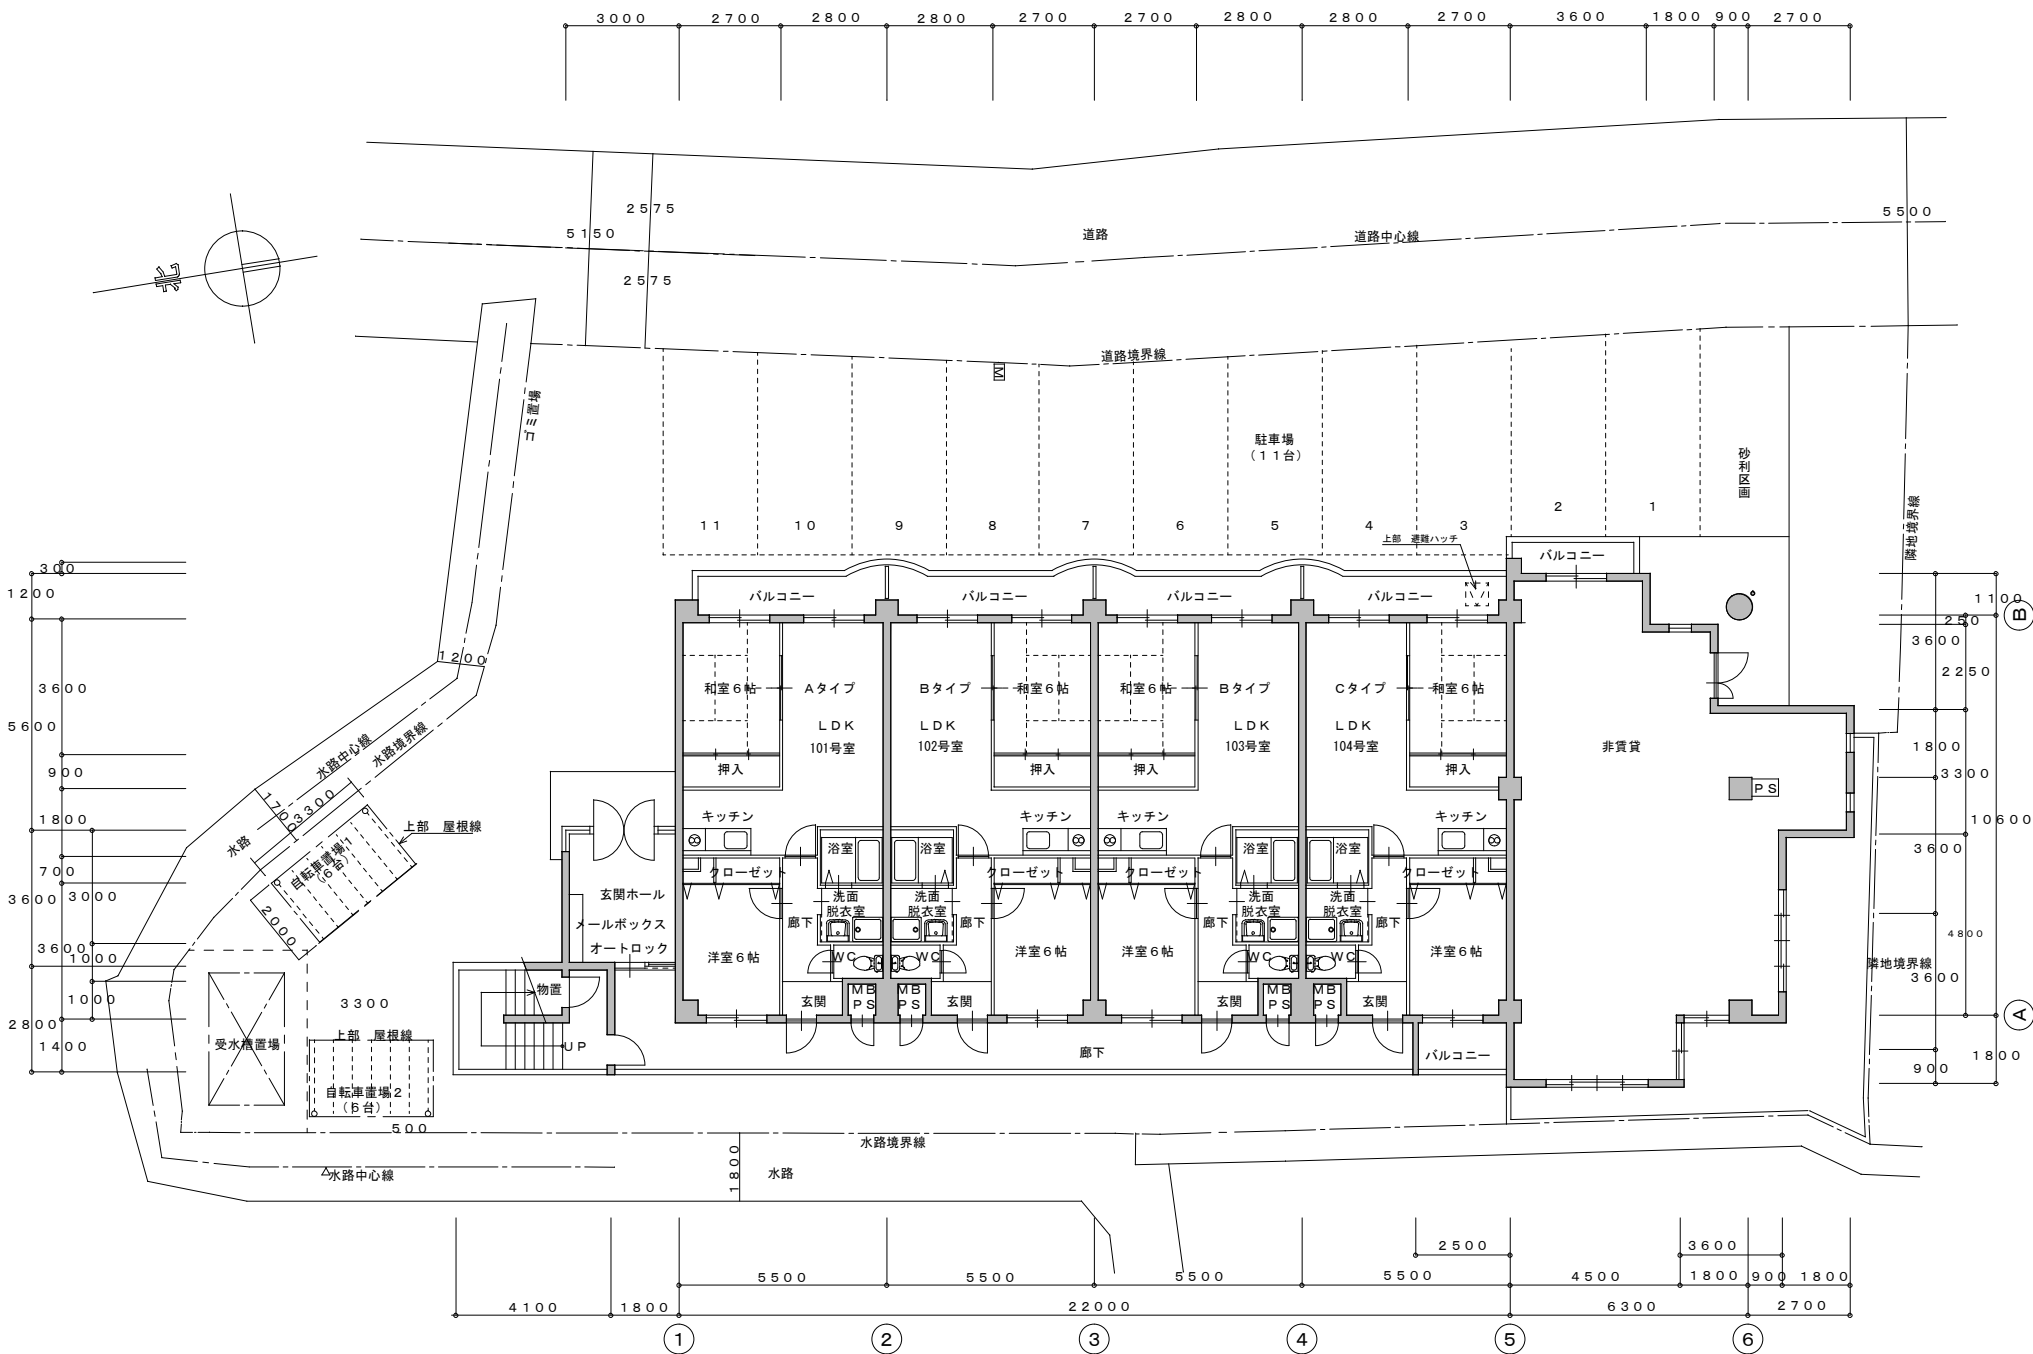 3000
2700
2800
2800
2700
2700
2800
2800
2700
3600
1800
900
2700
北
5150
2575
2575
道路
道路中心線
5500
道路境界線
ゴミ置場
M
駐車場
(11台)
砂利区画
隣地境界線
11
10
9
8
7
6
5
4
3
2
1
上部 避難ハッチ
バルコニー
バルコニー
バルコニー
バルコニー
バルコニー
300
1200
3600
5600
900
1800
700
3600
3000
3600
1000
1000
2800
1400
1200
水路中心線
水路境界線
1700
3300
水路
自転車置場1
(6台)
上部 屋根線
2000
3300
受水槽置場
上部 屋根線
自転車置場2
(6台)
500
和室6帖
Aタイプ
LDK
101号室
押入
キッチン
浴室
クローゼット
洗面
脱衣室
廊下
洋室6帖
WC
玄関
MB
PS
Bタイプ
和室6帖
LDK
102号室
押入
キッチン
浴室
クローゼット
洗面
脱衣室
廊下
洋室6帖
WC
玄関
MB
PS
和室6帖
Bタイプ
LDK
103号室
押入
キッチン
浴室
クローゼット
洗面
脱衣室
廊下
洋室6帖
WC
玄関
MB
PS
Cタイプ
和室6帖
LDK
104号室
押入
キッチン
浴室
クローゼット
洗面
脱衣室
廊下
洋室6帖
WC
玄関
MB
PS
非賃貸
PS
玄関ホール
メールボックス
オートロック
物置
UP
廊下
バルコニー
1100
B
250
3600
2250
1800
3300
10600
3600
4800
隣地境界線
3600
A
1800
900
水路境界線
水路中心線
1800
水路
2500
3600
5500
5500
5500
5500
4500
1800
900
1800
4100
1800
22000
6300
2700
1
2
3
4
5
6